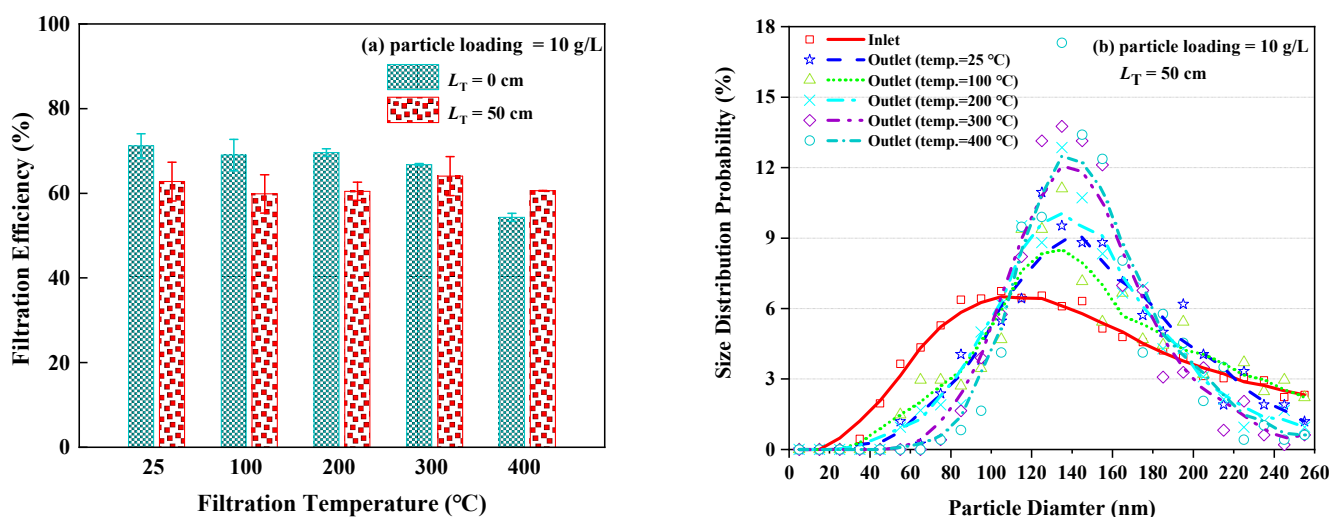 100
80
60
40
20
0
Filtration Efficiency (%)
(a) particle loading = 10 g/L
LT = 0 cm
LT = 50 cm
25 100 200 300 400
Filtration Temperature (℃)
18
15
12
9
6
3
0
Size Distribution Probability (%)
Inlet
Outlet (temp.=25 ℃)
Outlet (temp.=100 ℃)
Outlet (temp.=200 ℃)
Outlet (temp.=300 ℃)
Outlet (temp.=400 ℃)
(b) particle loading = 10 g/L
LT = 50 cm
0 20 40 60 80 100 120 140 160 180 200 220 240 260
Particle Diamter (nm)